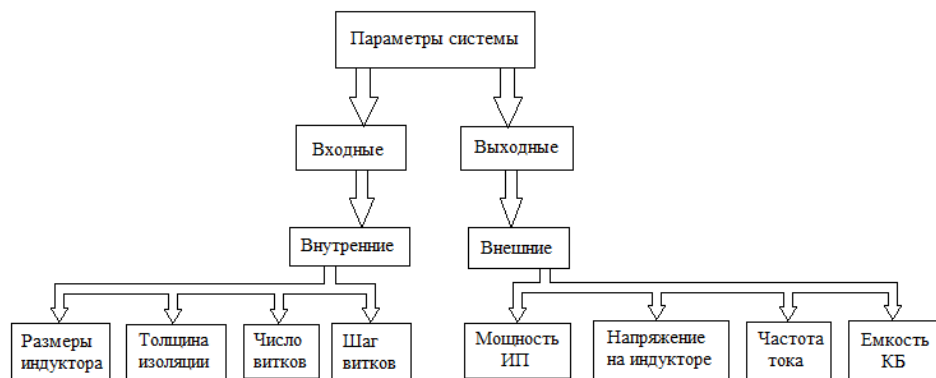 Параметры системы
Входные
Выходные
Внутренние
Внешние
Размеры
индуктора
Толщина
изоляции
Число
витков
Шаг
витков
Мощность
ИП
Напряжение
на индукторе
Частота
тока
Емкость
КБ